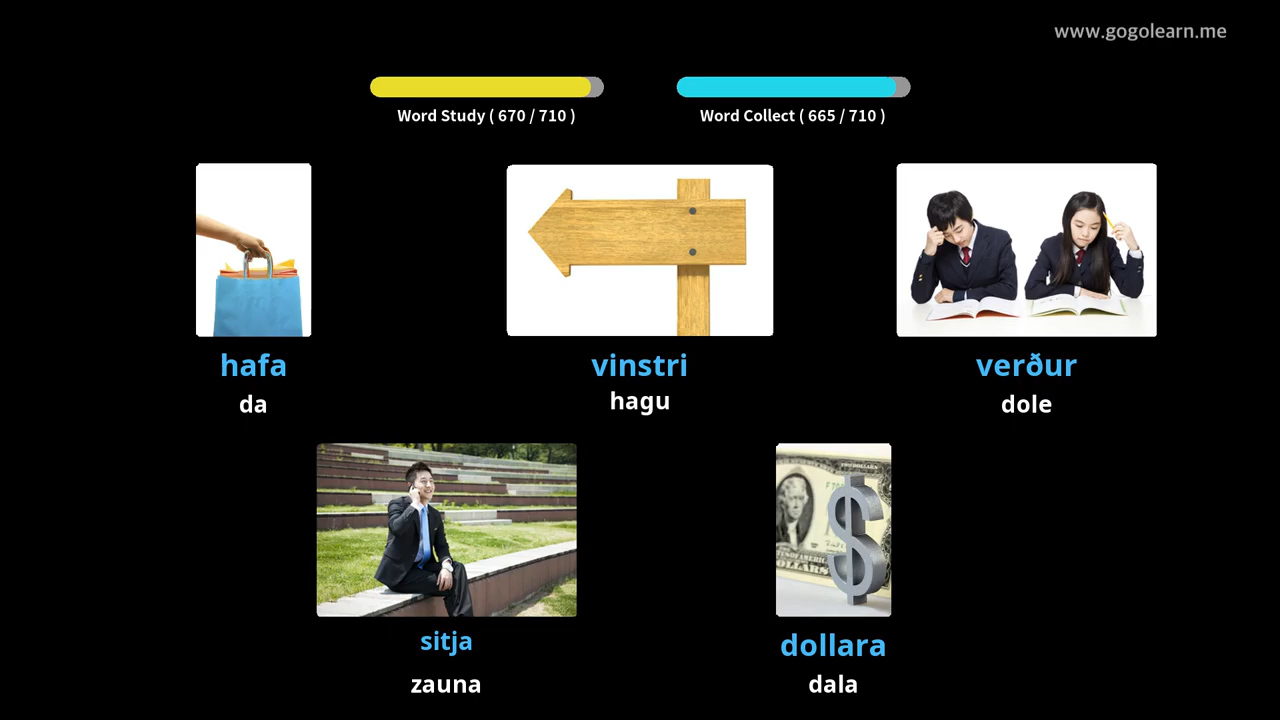 www.gogolearn.me
Word Study ( 670 / 710 )
Word Collect ( 665 / 710 )
hafa
da
vinstri
hagu
verður
dole
sitja
zauna
dollara
dala